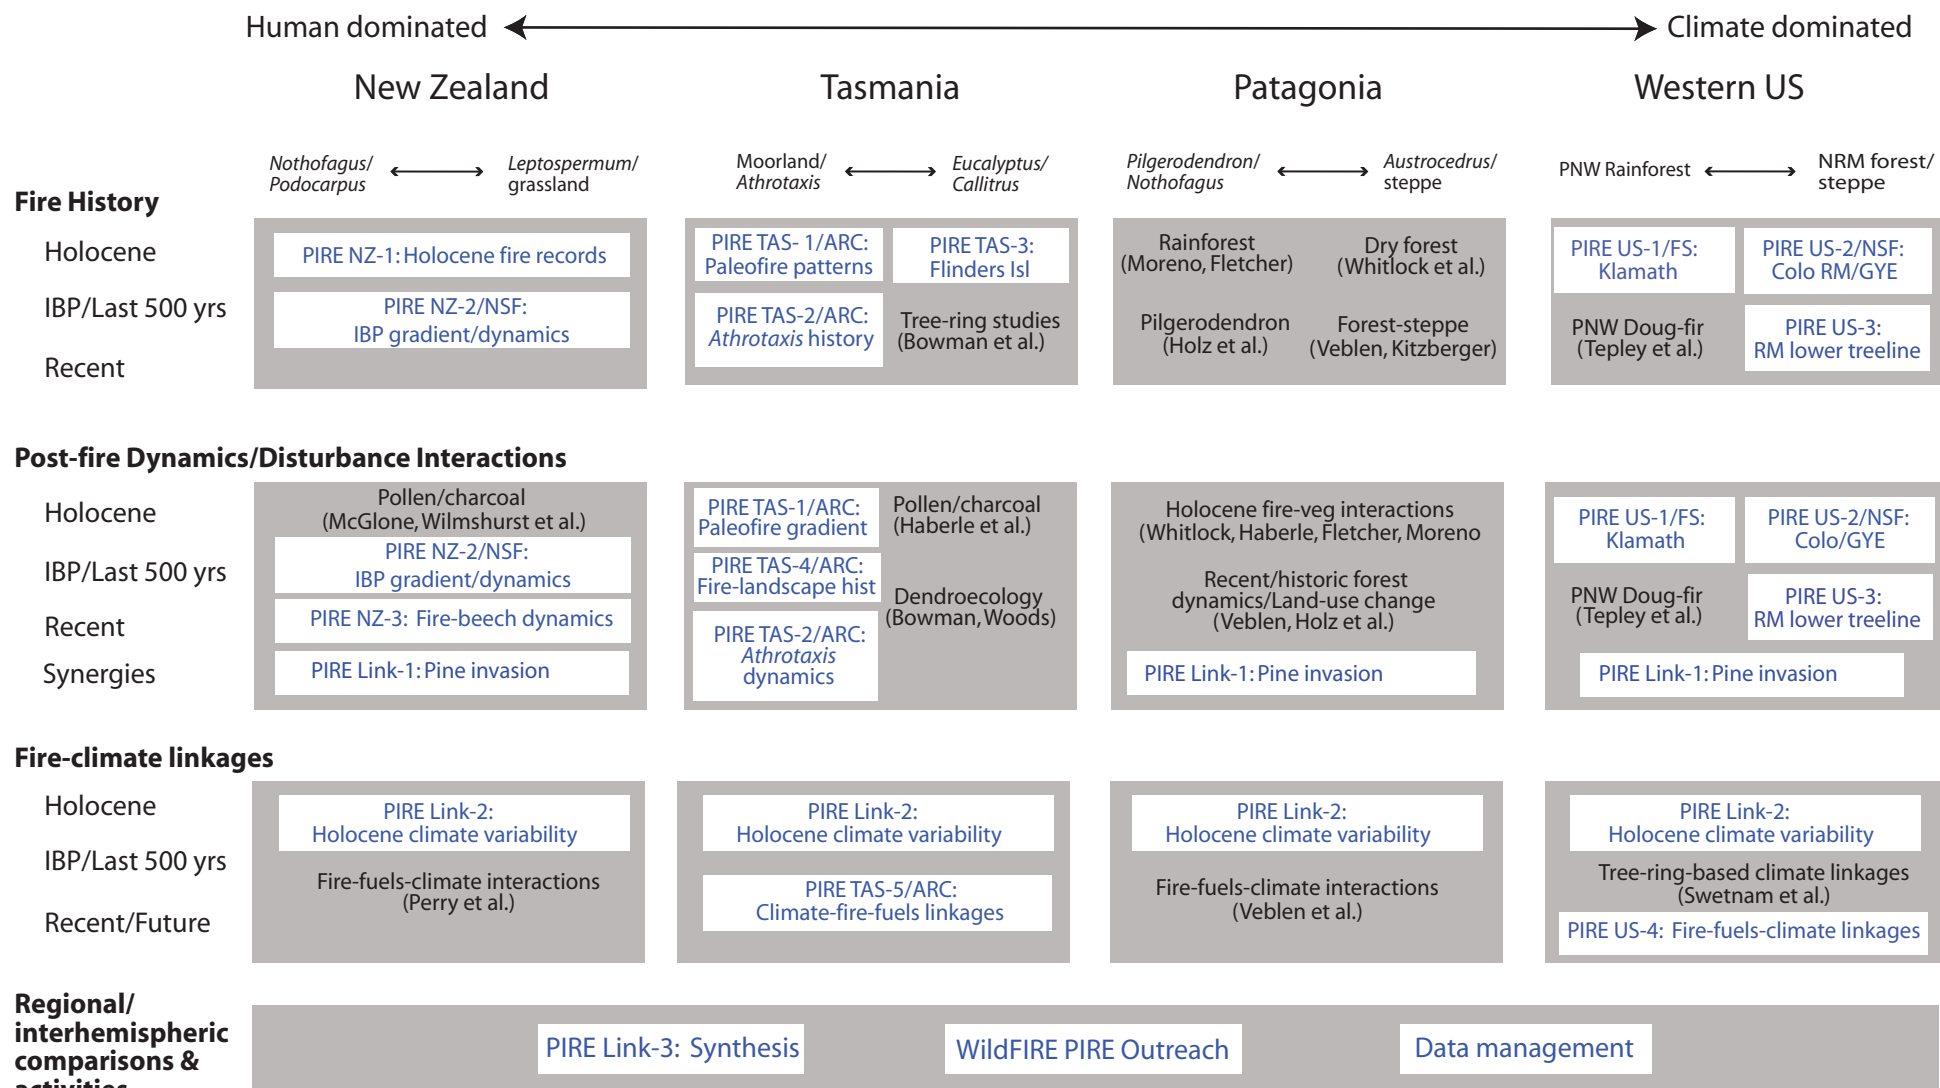 Human dominated
Climate dominated
New Zealand
Tasmania
Patagonia
Western US
Nothofagus/
Podocarpus
Leptospermum/
grassland
Moorland/
Athrotaxis
Eucalyptus/
Callitrus
Pilgerodendron/
Nothofagus
Austrocedrus/
steppe
PNW Rainforest
NRM forest/
steppe
Fire History
Holocene
IBP/Last 500 yrs
Recent
PIRE NZ-1: Holocene fire records
PIRE NZ-2/NSF:
IBP gradient/dynamics
PIRE TAS- 1/ARC:
Paleofire patterns
PIRE TAS-3:
Flinders Isl
PIRE TAS-2/ARC:
Athrotaxis history
Tree-ring studies
(Bowman et al.)
Rainforest
(Moreno, Fletcher)
Dry forest
(Whitlock et al.)
Pilgerodendron
(Holz et al.)
Forest-steppe
(Veblen, Kitzberger)
PIRE US-1/FS:
Klamath
PIRE US-2/NSF:
Colo RM/GYE
PNW Doug-fir
(Tepley et al.)
PIRE US-3:
RM lower treeline
Post-fire Dynamics/Disturbance Interactions
Holocene
IBP/Last 500 yrs
Recent
Synergies
Pollen/charcoal
(McGlone, Wilmshurst et al.)
PIRE NZ-2/NSF:
IBP gradient/dynamics
PIRE NZ-3: Fire-beech dynamics
PIRE Link-1: Pine invasion
PIRE TAS-1/ARC:
Paleofire gradient
Pollen/charcoal
(Haberle et al.)
PIRE TAS-4/ARC:
Fire-landscape hist
Dendroecology
(Bowman, Woods)
PIRE TAS-2/ARC:
Athrotaxis
dynamics
Holocene fire-veg interactions
(Whitlock, Haberle, Fletcher, Moreno
Recent/historic forest
dynamics/Land-use change
(Veblen, Holz et al.)
PIRE Link-1: Pine invasion
PIRE US-1/FS:
Klamath
PIRE US-2/NSF:
Colo/GYE
PNW Doug-fir
(Tepley et al.)
PIRE US-3:
RM lower treeline
PIRE Link-1: Pine invasion
Fire-climate linkages
Holocene
IBP/Last 500 yrs
Recent/Future
PIRE Link-2:
Holocene climate variability
Fire-fuels-climate interactions
(Perry et al.)
PIRE Link-2:
Holocene climate variability
PIRE TAS-5/ARC:
Climate-fire-fuels linkages
PIRE Link-2:
Holocene climate variability
Fire-fuels-climate interactions
(Veblen et al.)
PIRE Link-2:
Holocene climate variability
Tree-ring-based climate linkages
(Swetnam et al.)
PIRE US-4: Fire-fuels-climate linkages
Regional/
interhemispheric
comparisons &
activities
PIRE Link-3: Synthesis
WildFIRE PIRE Outreach
Data management